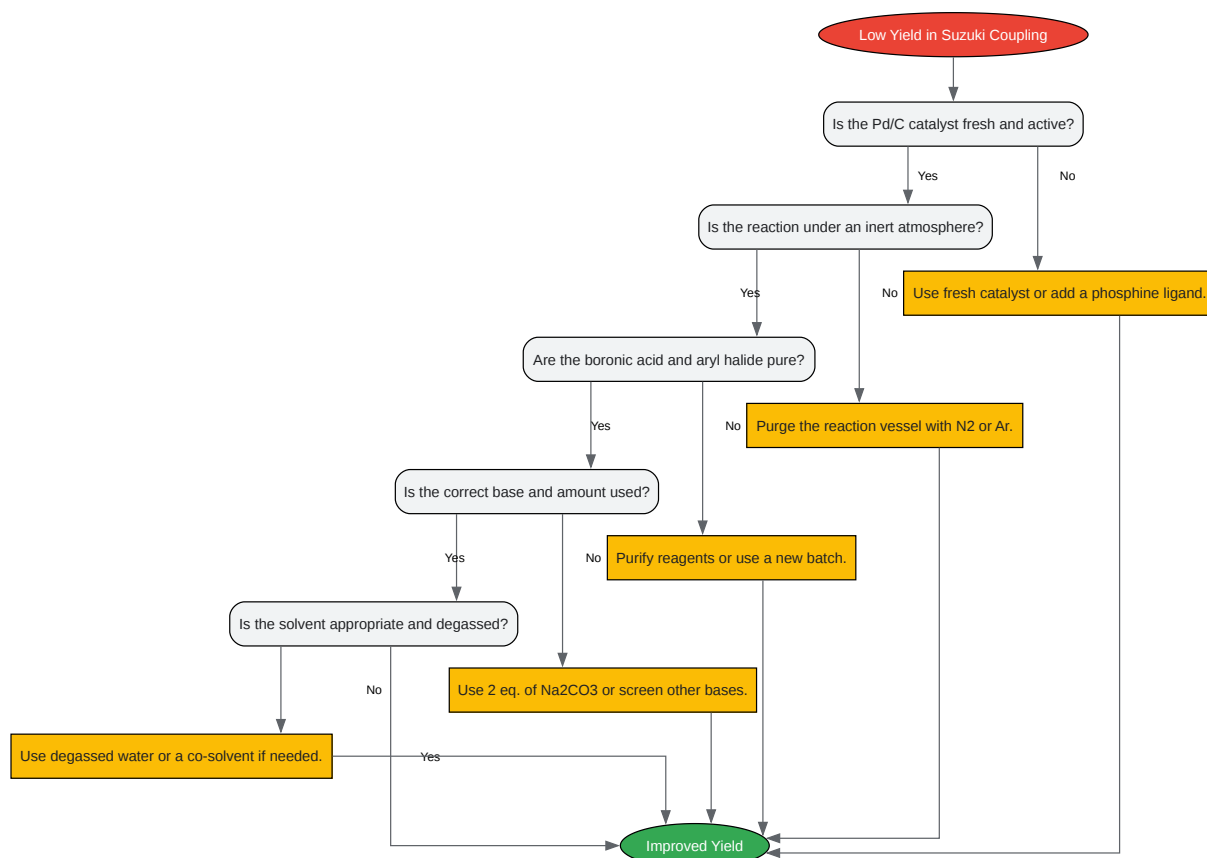 Low Yield in Suzuki Coupling
Is the Pd/C catalyst fresh and active?
Yes
No
Is the reaction under an inert atmosphere?
Yes
No
Use fresh catalyst or add a phosphine ligand.
Are the boronic acid and aryl halide pure?
Yes
No
Purge the reaction vessel with N2 or Ar.
Is the correct base and amount used?
Yes
No
Purify reagents or use a new batch.
Is the solvent appropriate and degassed?
No
Use 2 eq. of Na2CO3 or screen other bases.
Use degassed water or a co-solvent if needed.
Yes
Improved Yield